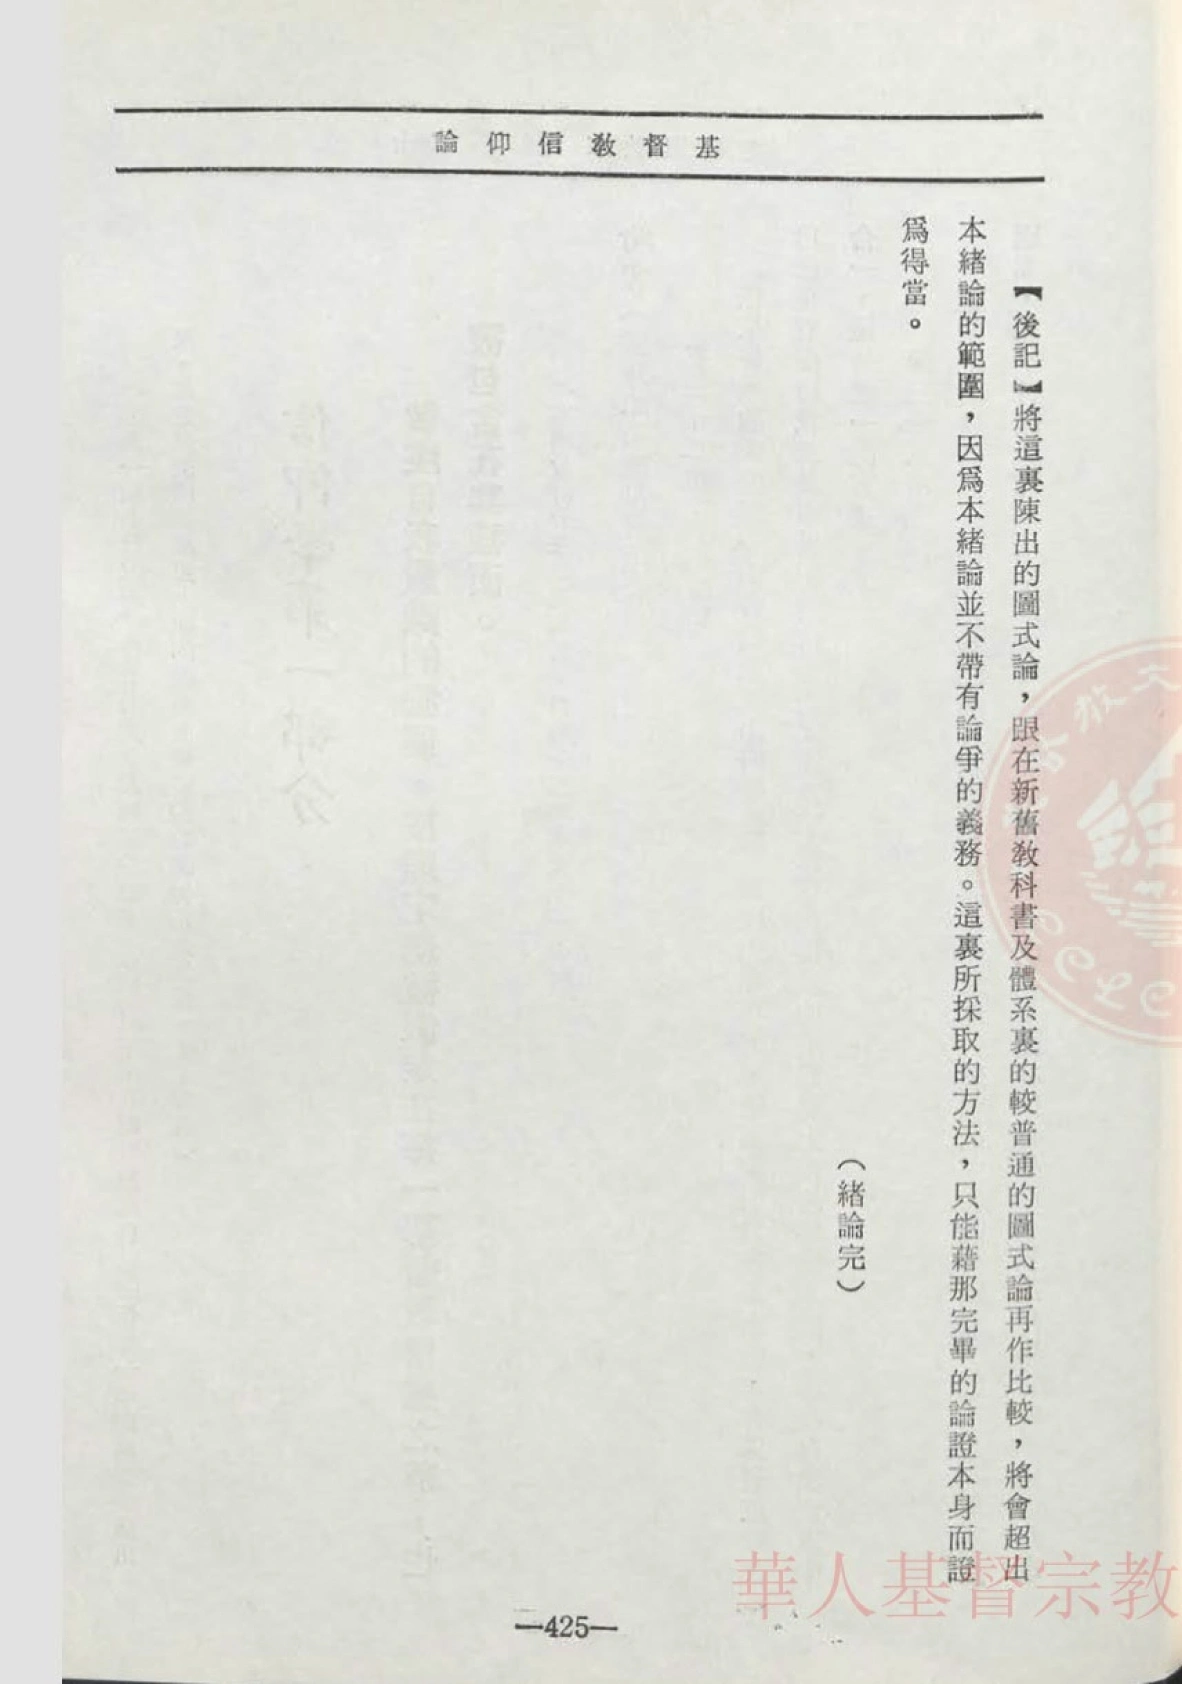 基督教信仰論
【後記】將這裏陳出的圖式論，跟在新舊教科書及體系裏的較普通的圖式論再作比較，將會超出
本緒論的範圍，因爲本緒論並不帶有論爭的義務。這裏所採取的方法，只能藉那完畢的論證本身而證
爲得當。
（緒論完）
—425—
華人基督宗教